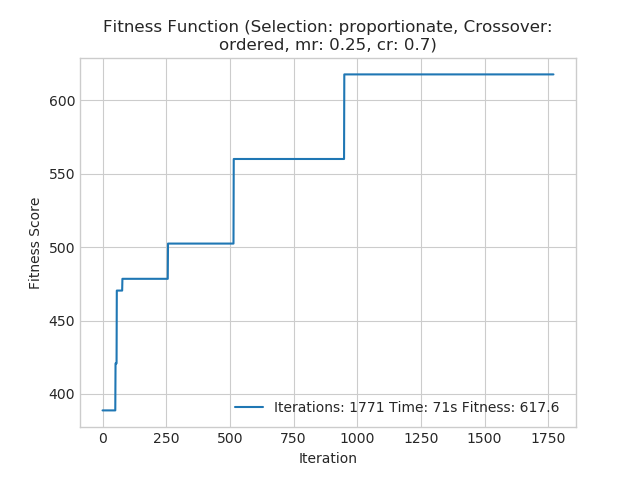 Fitness Function (Selection: proportionate, Crossover:
ordered, mr: 0.25, cr: 0.7)
600
550
500
450
400
Fitness Score
Iterations: 1771 Time: 71s Fitness: 617.6
0 250 500 750 1000 1250 1500 1750
Iteration